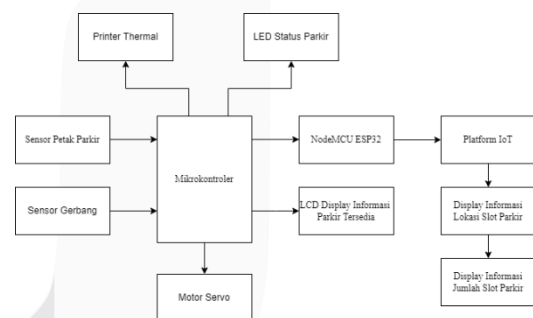 Printer Thermal
LED Status Parkir
Sensor Petak Parkir
Mikrokontroler
NodeMCU ESP32
Platform IoT
Sensor Gerbang
LCD Display Informasi
Parkir Tersedia
Display Informasi
Lokasi Slot Parkir
Motor Servo
Display Informasi
Jumlah Slot Parkir